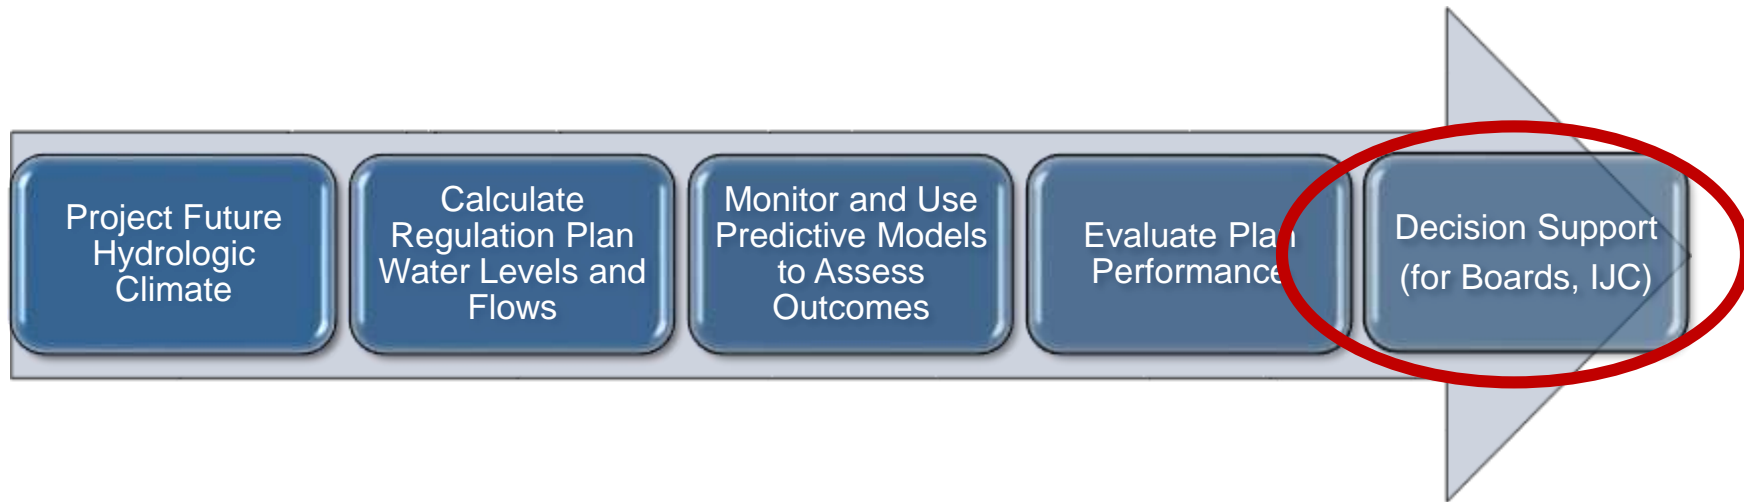 Project Future
Hydrologic
Climate
Calculate
Regulation Plan
Water Levels and
Flows
Monitor and Use
Predictive Models
to Assess
Outcomes
Evaluate Plan
Performance
Decision Support
(for Boards, IJC)